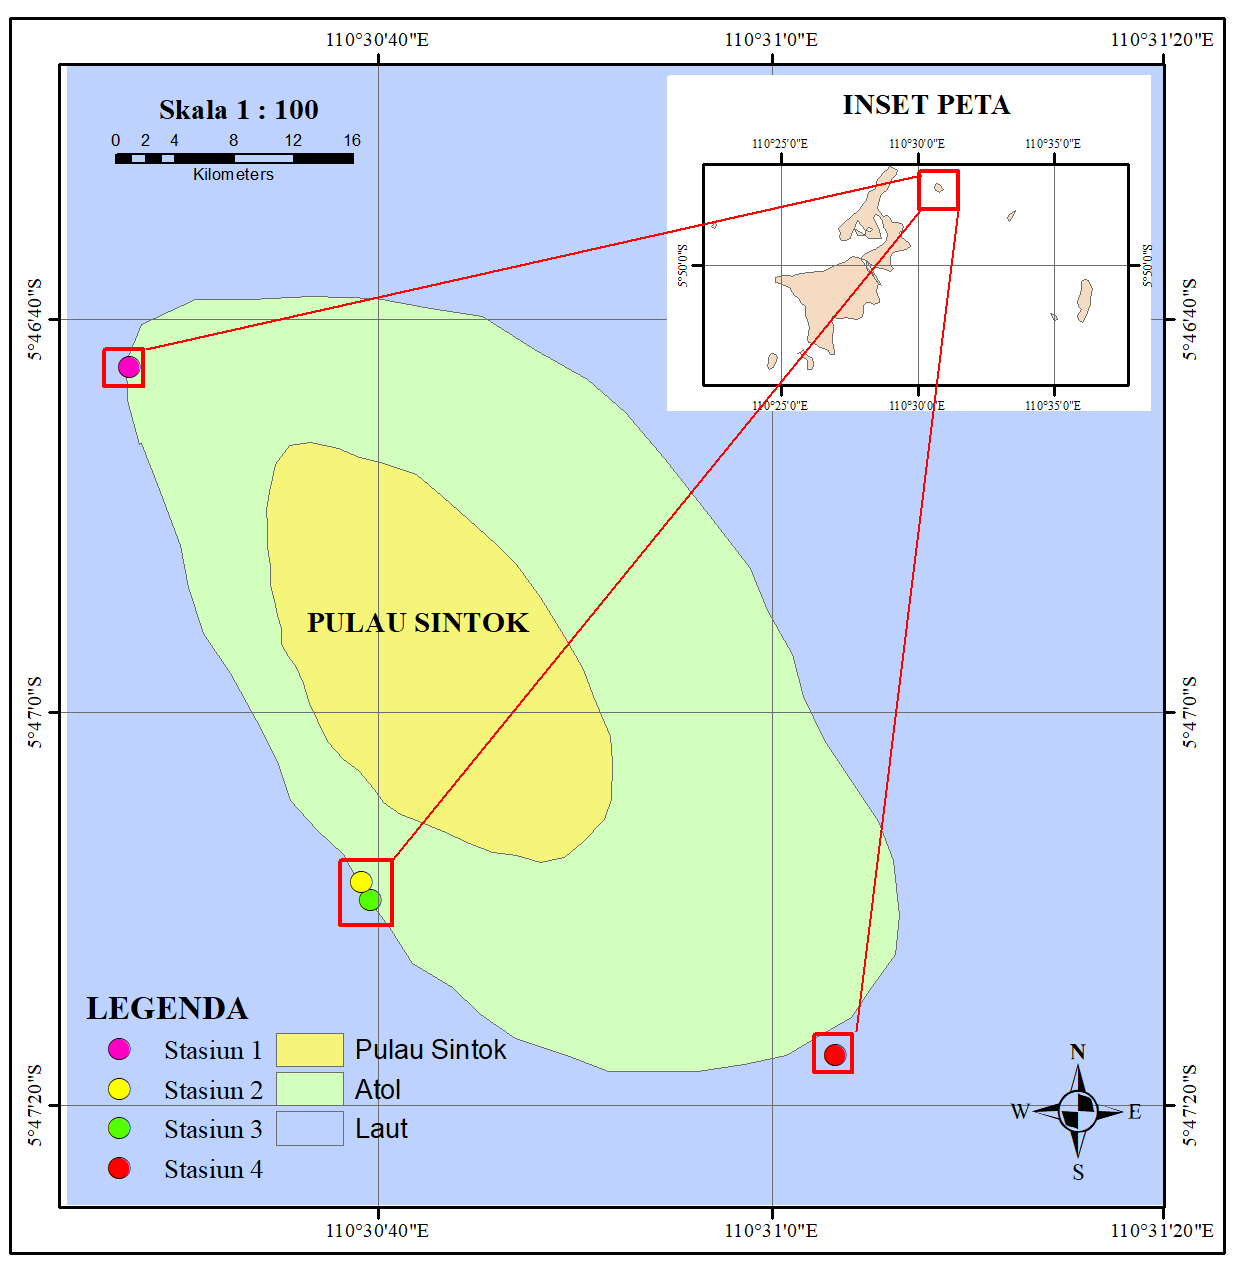 110°30'40"E 110°31'0"E 110°31'20"E
Skala 1 : 100
0 2 4 8 12 16
Kilometers
INSET PETA
110°25'0"E 110°30'0"E 110°35'0"E
5°50'0"S 5°50'0"S
110°25'0"E 110°30'0"E 110°35'0"E
5°46'40"S 5°46'40"S
PULAU SINTOK
5°47'0"S 5°47'0"S
LEGENDA
Stasiun 1 Pulau Sintok
Stasiun 2 Atol
Stasiun 3 Laut
Stasiun 4
N
W E
S
5°47'20"S 5°47'20"S
110°30'40"E 110°31'0"E 110°31'20"E